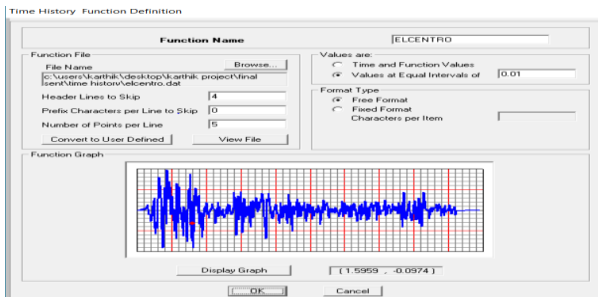 Time History Function Definition
Function Name
ELCENTRO
Function File
File Name
Browse...
c:\users\karthik\desktop\karthik project\final
sent\time history\elcentro.dat
Header Lines to Skip
4
Prefix Characters per Line to Skip
0
Number of Points per Line
5
Convert to User Defined
View File
Values are:
Time and Function Values
Values at Equal Intervals of
0.01
Format Type
Free Format
Fixed Format
Characters per Item
Function Graph
Display Graph
( 1.5959 , -0.0974 )
OK
Cancel